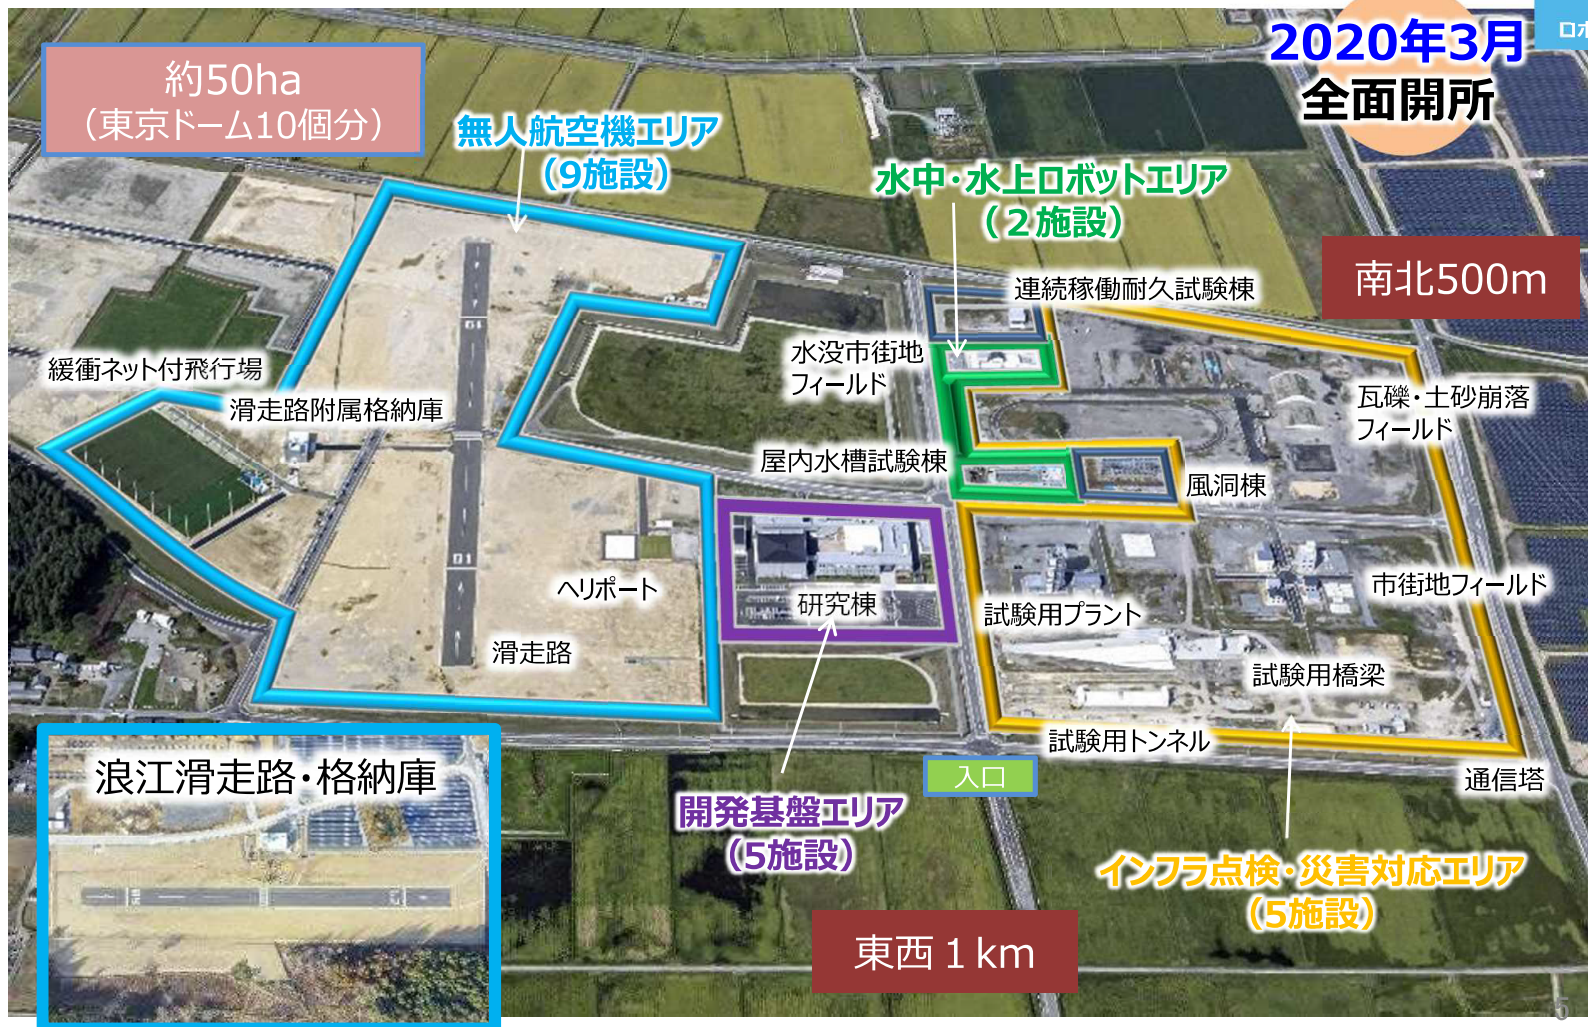 約50ha
（東京ドーム10個分）
2020年3月
全面開所
ロボ
無人航空機エリア
（9施設）
水中・水上ロボットエリア
（２施設）
南北500m
連続稼働耐久試験棟
水没市街地
フィールド
緩衝ネット付飛行場
滑走路附属格納庫
瓦礫・土砂崩落
フィールド
屋内水槽試験棟
風洞棟
ヘリポート
研究棟
試験用プラント
市街地フィールド
滑走路
試験用橋梁
試験用トンネル
通信塔
浪江滑走路・格納庫
入口
開発基盤エリア
（5施設）
インフラ点検・災害対応エリア
（5施設）
東西１km
5